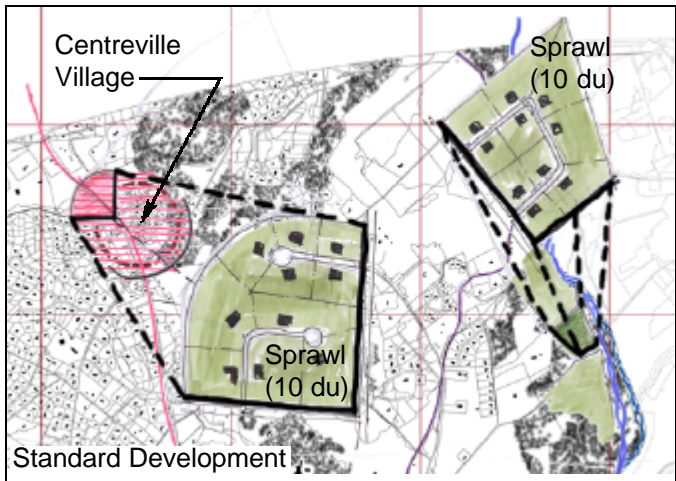 Centreville
Village
Sprawl
(10 du)
Sprawl
(10 du)
Standard Development